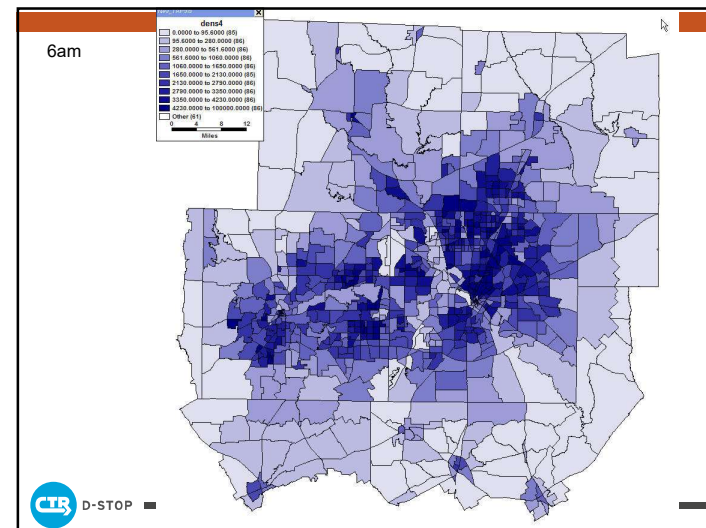 6am
dens4
0.0000 to 95.6000 (85)
95.6000 to 280.0000 (86)
280.0000 to 561.6000 (86)
561.6000 to 1060.0000 (86)
1060.0000 to 1650.0000 (86)
1650.0000 to 2130.0000 (85)
2130.0000 to 2790.0000 (86)
2790.0000 to 3350.0000 (86)
3350.0000 to 4230.0000 (86)
4230.0000 to 100000.0000 (86)
Other (61)
0 4 8 12
Miles
CTR D-STOP